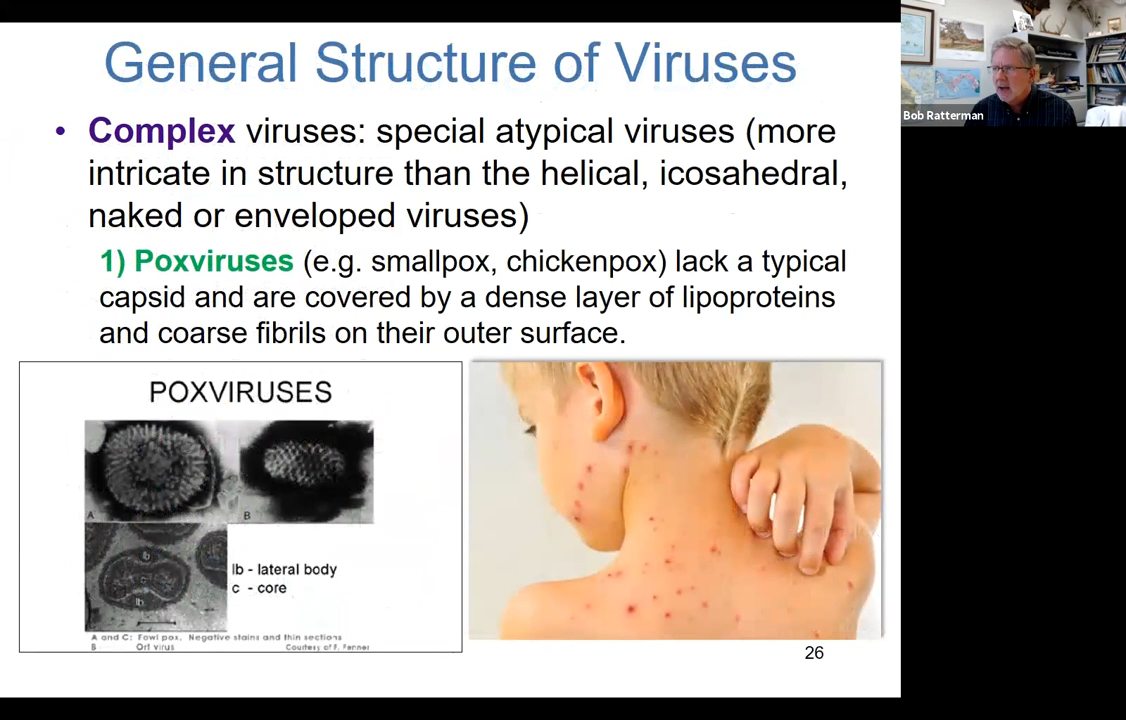 General Structure of Viruses
• Complex viruses: special atypical viruses (more
intricate in structure than the helical, icosahedral,
naked or enveloped viruses)
1) Poxviruses (e.g. smallpox, chickenpox) lack a typical
capsid and are covered by a dense layer of lipoproteins
and coarse fibrils on their outer surface.
POXVIRUSES
A
B
lb
c
lb
lb - lateral body
c - core
A and C: Fowl pox. Negative stains and thin sections
B Orf virus Courtesy of F. Fenner
26
Bob Ratterman